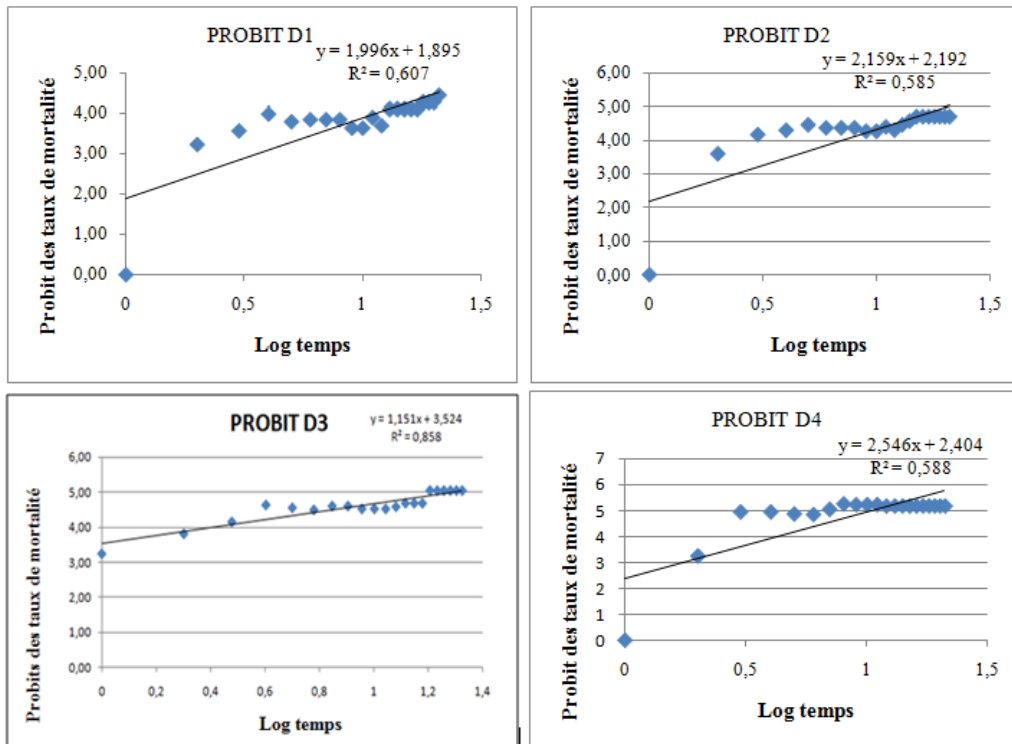 PROBIT D1
y = 1,996x + 1,895
R² = 0,607
5,00
4,00
3,00
2,00
1,00
0,00
0 0,5 1 1,5
Probit des taux de mortalité
Log temps
PROBIT D2
y = 2,159x + 2,192
R² = 0,585
6,00
5,00
4,00
3,00
2,00
1,00
0,00
0 0,5 1 1,5
Probit des taux de mortalité
Log temps
PROBIT D3
y = 1,151x + 3,524
R² = 0,858
6,00
5,00
4,00
3,00
2,00
1,00
0,00
0 0,2 0,4 0,6 0,8 1 1,2 1,4
Probits des taux de mortalité
Log temps
PROBIT D4
y = 2,546x + 2,404
R² = 0,588
7
6
5
4
3
2
1
0
0 0,5 1 1,5
Probit des taux de mortalité
Log temps